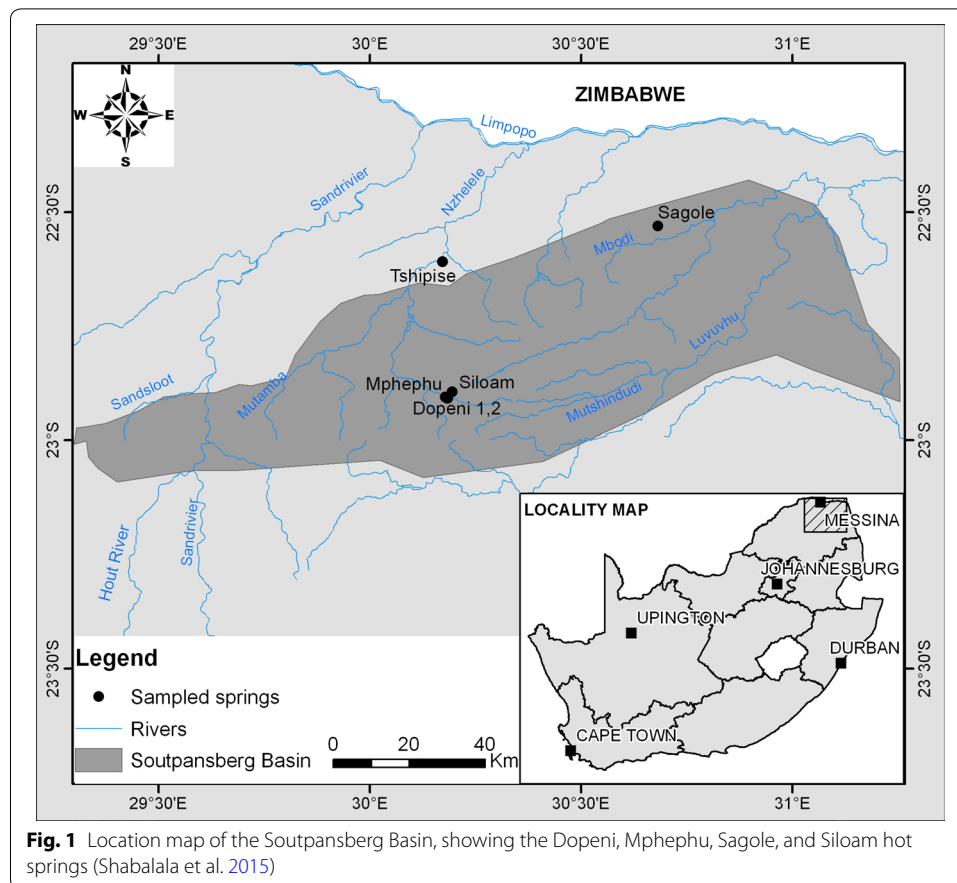 29°30'E 30°E 30°30'E 31°E
N
W E
S
ZIMBABWE
Limpopo
Sandrivier
Nzhelele
22°30'S 22°30'S
Sagole
Mbodi
Tshipise
Luvuvhu
Mphephu Siloam
Sandsloot
Mutamba
Dopeni 1,2
Mutshindudi
23°S 23°S
Hout River
Sandrivier
LOCALITY MAP
MESSINA
JOHANNESBURG
UPINGTON
DURBAN
CAPE TOWN
23°30'S 23°30'S
Legend
Sampled springs
Rivers
Soutpansberg Basin
0 20 40
Km
29°30'E 30°E 30°30'E 31°E
Fig. 1 Location map of the Soutpansberg Basin, showing the Dopeni, Mphephu, Sagole, and Siloam hot
springs (Shabalala et al. 2015)